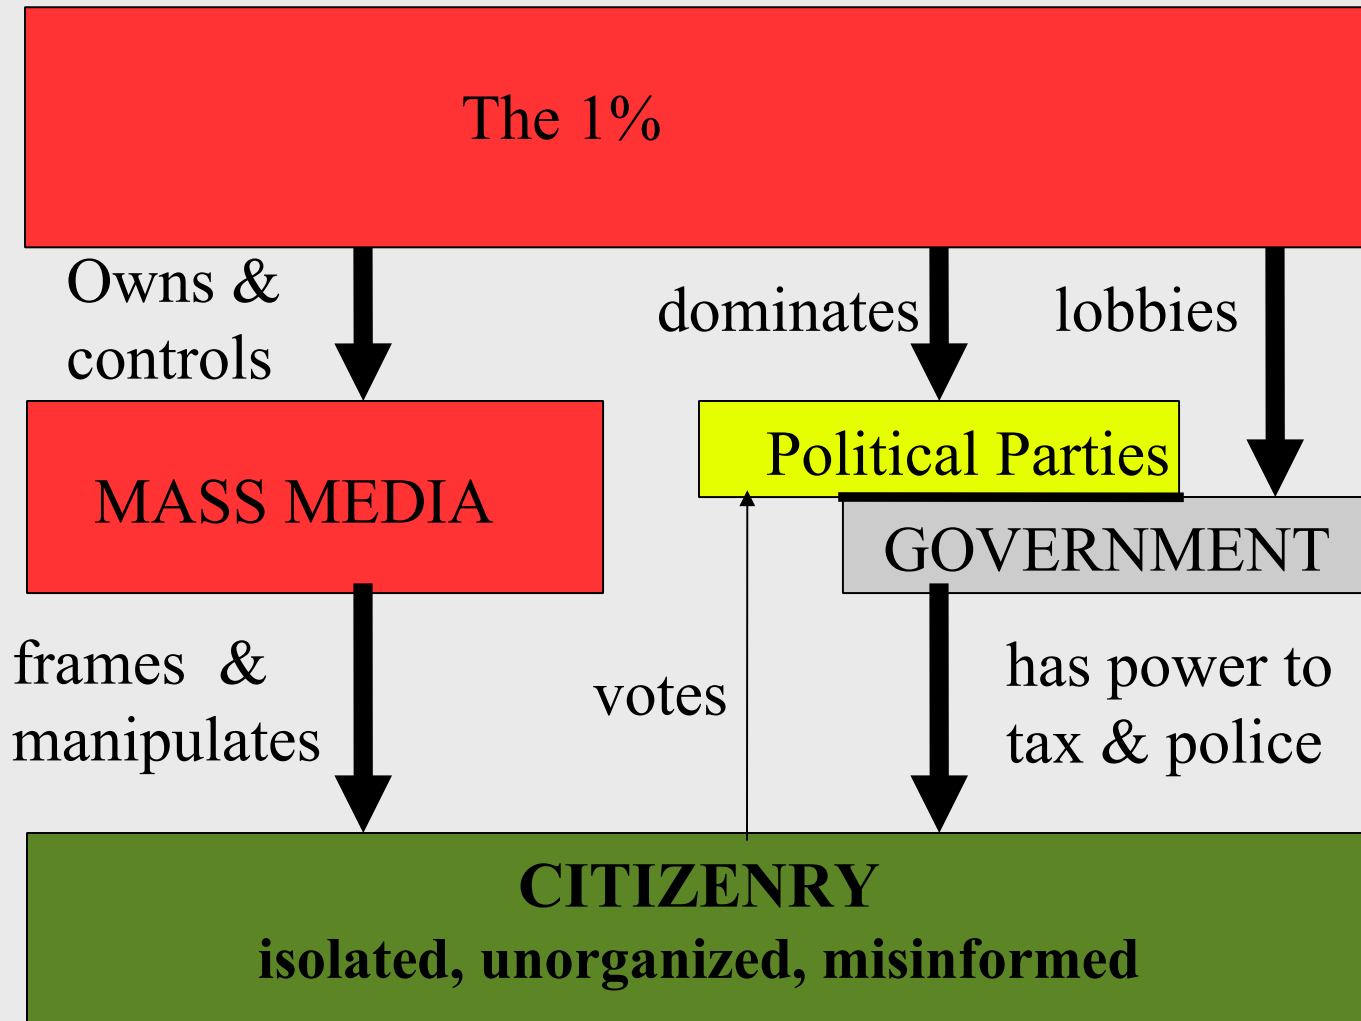 The 1%
Owns &
controls
dominates
lobbies
Political Parties
MASS MEDIA
GOVERNMENT
frames  &
manipulates
votes
has power to
tax & police
CITIZENRY
isolated, unorganized, misinformed